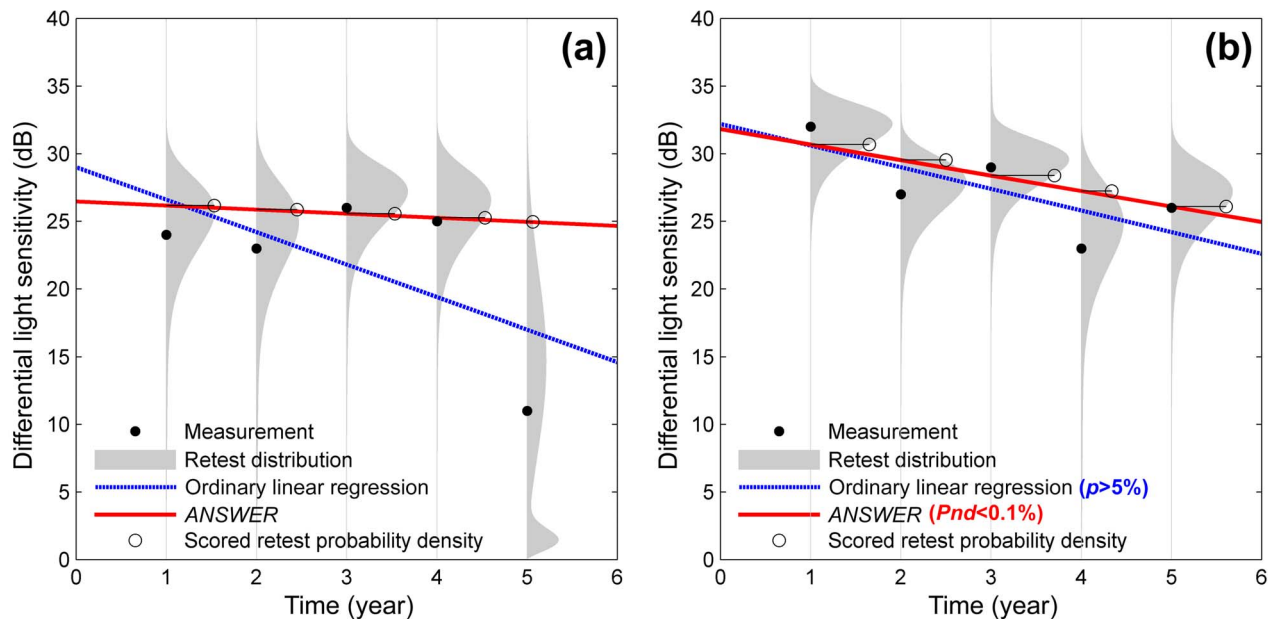 (a)
Differential light sensitivity (dB)
40
35
30
25
20
15
10
5
0
Measurement
Retest distribution
Ordinary linear regression
ANSWER
Scored retest probability density
0 1 2 3 4 5 6
Time (year)
(b)
Differential light sensitivity (dB)
40
35
30
25
20
15
10
5
0
Measurement
Retest distribution
Ordinary linear regression (p>5%)
ANSWER (Pnd<0.1%)
Scored retest probability density
0 1 2 3 4 5 6
Time (year)